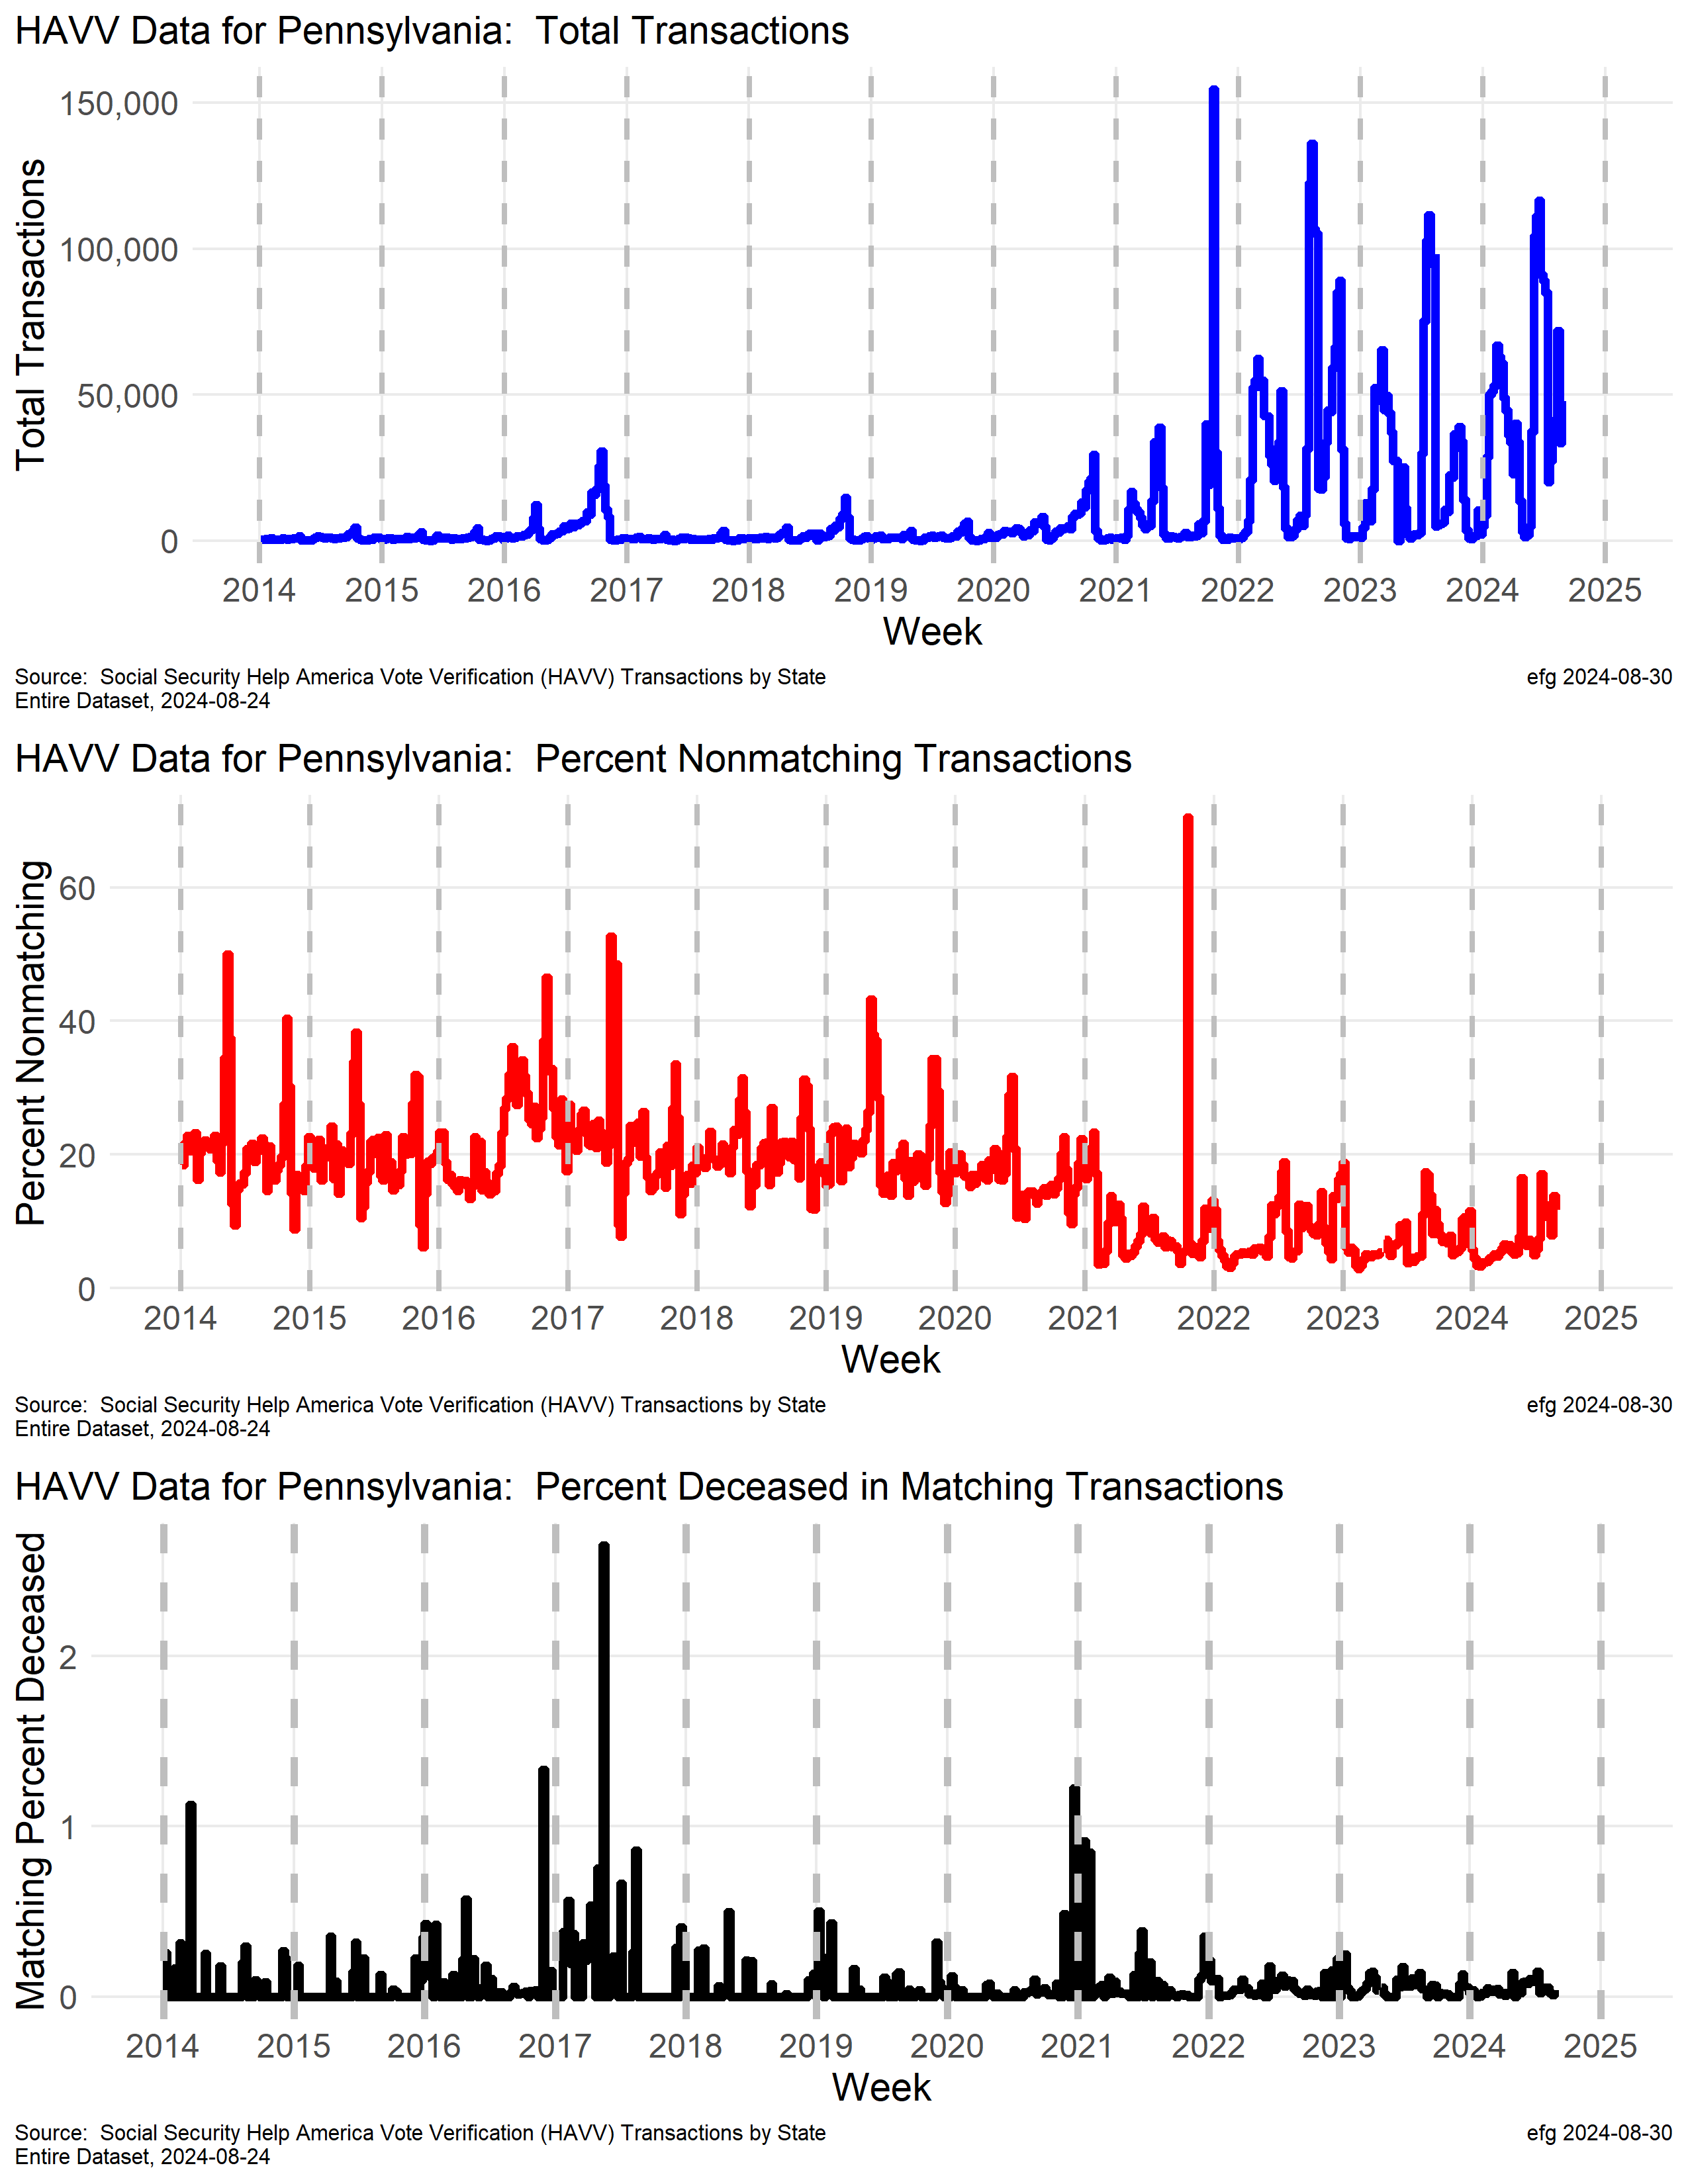 HAVV Data for Pennsylvania:  Total Transactions
Total Transactions
150,000
100,000
50,000
0
2014 2015 2016 2017 2018 2019 2020 2021 2022 2023 2024 2025
Week
Source:  Social Security Help America Vote Verification (HAVV) Transactions by State
Entire Dataset, 2024-08-24
efg 2024-08-30
HAVV Data for Pennsylvania:  Percent Nonmatching Transactions
Percent Nonmatching
60
40
20
0
2014 2015 2016 2017 2018 2019 2020 2021 2022 2023 2024 2025
Week
Source:  Social Security Help America Vote Verification (HAVV) Transactions by State
Entire Dataset, 2024-08-24
efg 2024-08-30
HAVV Data for Pennsylvania:  Percent Deceased in Matching Transactions
Matching Percent Deceased
2
1
0
2014 2015 2016 2017 2018 2019 2020 2021 2022 2023 2024 2025
Week
Source:  Social Security Help America Vote Verification (HAVV) Transactions by State
Entire Dataset, 2024-08-24
efg 2024-08-30